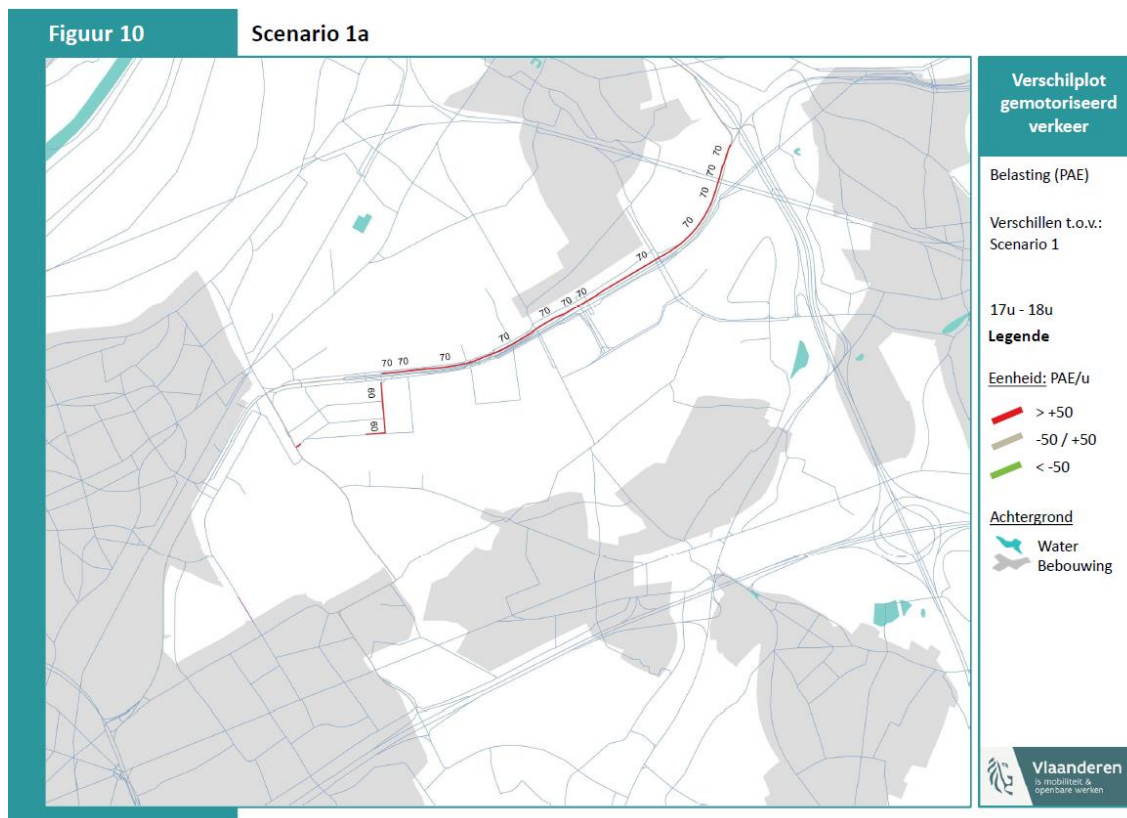 Figuur 10
Scenario 1a
70
70
70
70
70
70 70
70
70
70 70 70
60
60
Verschilplot
gemotoriseerd
verkeer
Belasting (PAE)
Verschillen t.o.v.:
Scenario 1
17u - 18u
Legende
Eenheid: PAE/u
> +50
-50 / +50
< -50
Achtergrond
Water
Bebouwing
Vlaanderen
is mobiliteit &
openbare werken